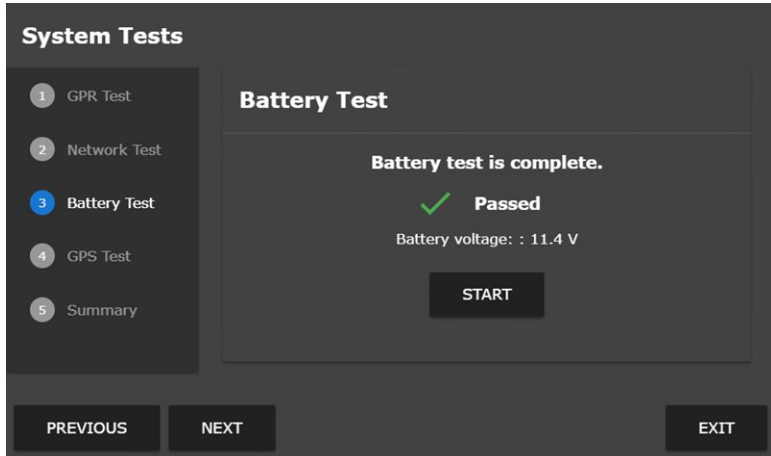 System Tests
1 GPR Test
2 Network Test
3 Battery Test
4 GPS Test
5 Summary
Battery Test
Battery test is complete.
Passed
Battery voltage: : 11.4 V
START
PREVIOUS NEXT EXIT